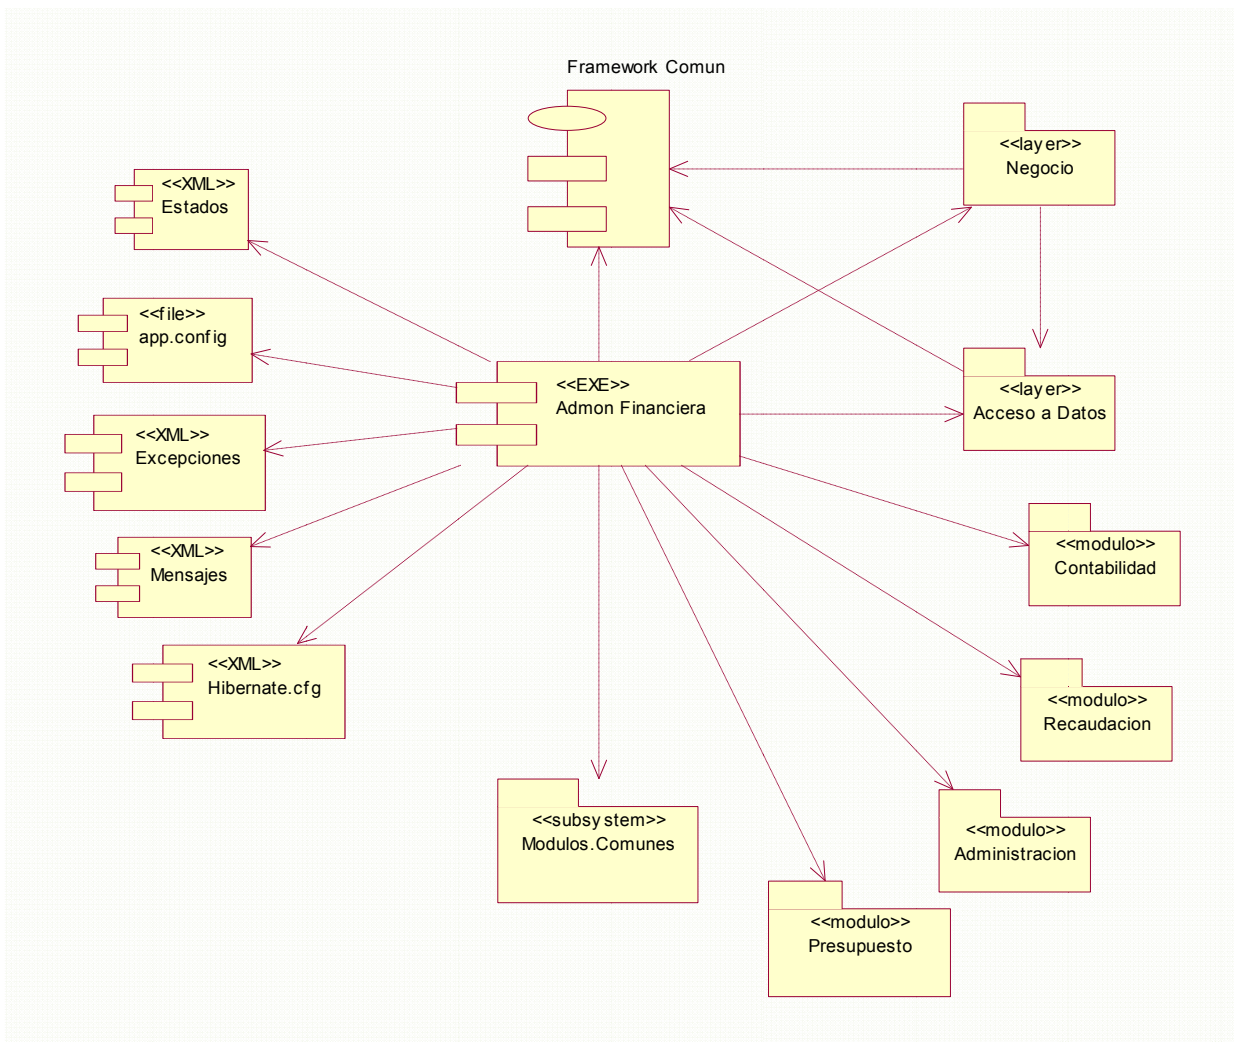 Framework Comun
<<layer>>
Negocio
<<XML>>
Estados
<<file>>
app.config
<<EXE>>
Admon Financiera
<<layer>>
Acceso a Datos
<<XML>>
Excepciones
<<XML>>
Mensajes
<<modulo>>
Contabilidad
<<XML>>
Hibernate.cfg
<<modulo>>
Recaudacion
<<subsystem>>
Modulos.Comunes
<<modulo>>
Administracion
<<modulo>>
Presupuesto